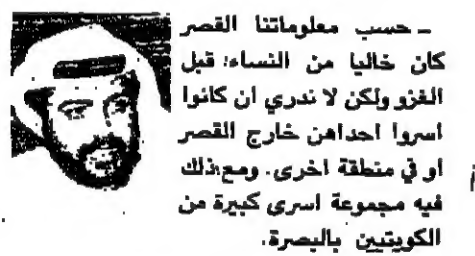 ـ حسب معلوماتنا القصر
كان خاليا من النساء قبل
الغزو ولكن لا ندري ان كانوا
اسروا احداهن خارج القصر
او في منطقة اخرى. ومع ذلك
فيه مجموعة اسرى كبيرة من
الكويتيين بالبصرة.